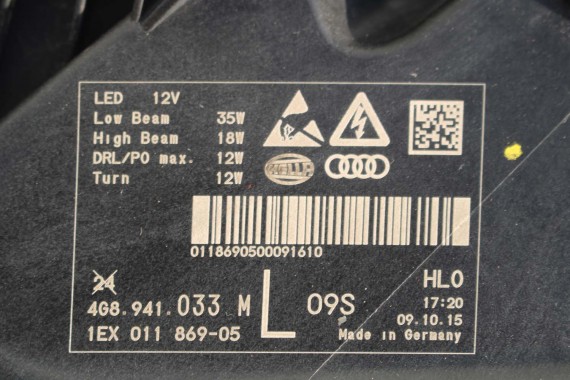 LED 12V
Low Beam 35W
High Beam 18W
DRL/PO max. 12W
Turn 12W
HELLA
0118690500091610
24
4G8.941.033 M L 09S HL0
17:20
1EX 011 869-05 09.10.15
Made in Germany